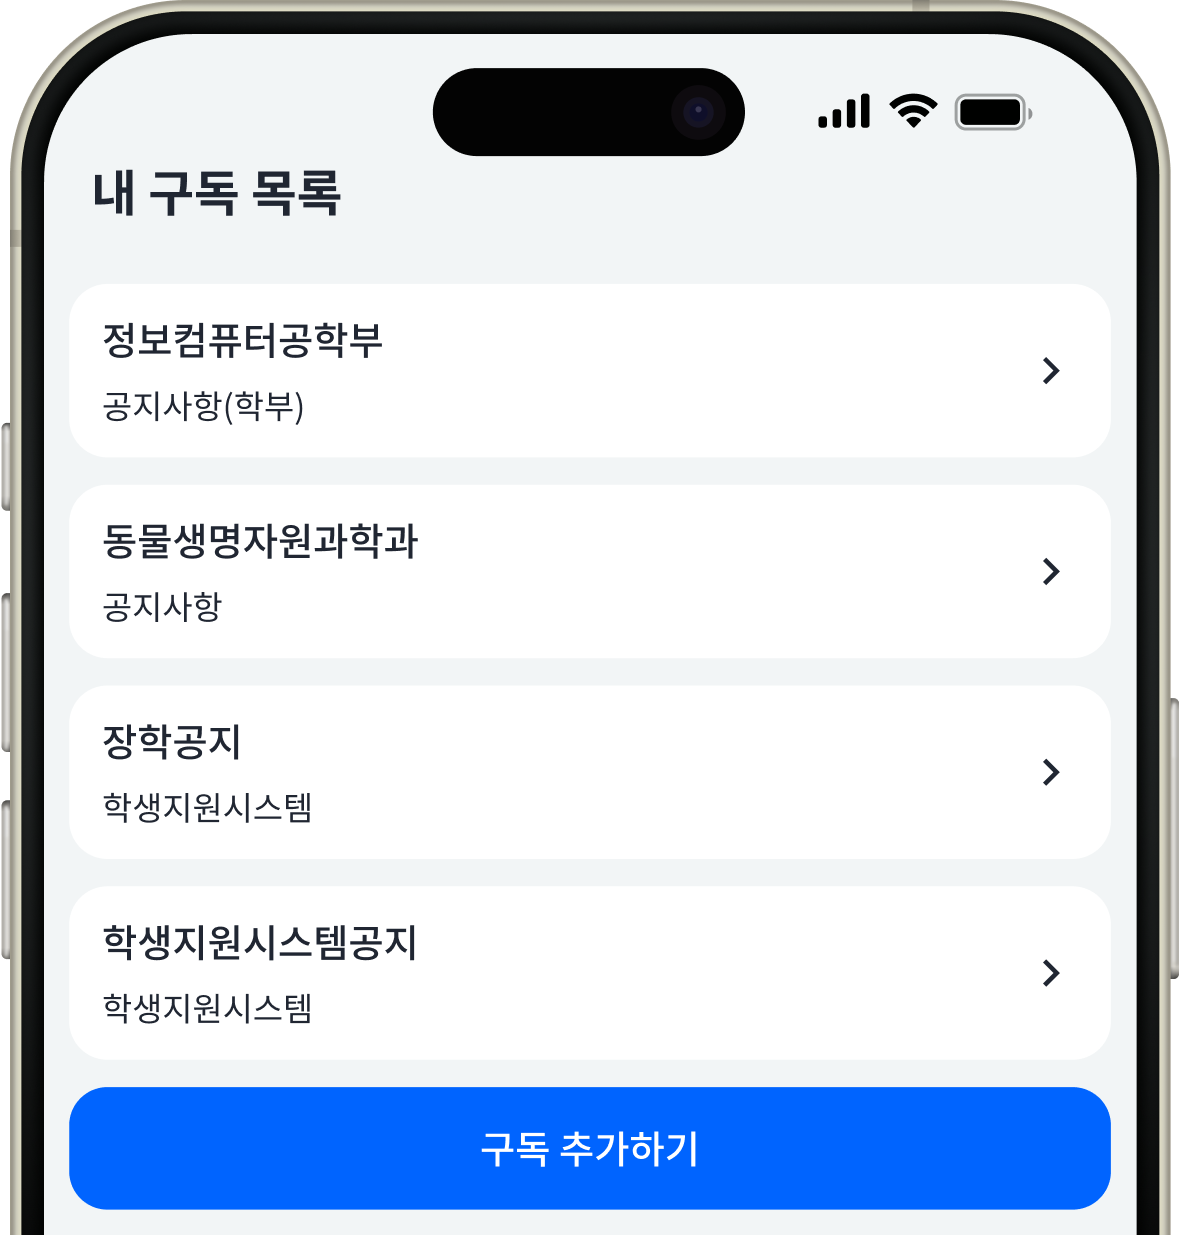 내 구독 목록
정보컴퓨터공학부
공지사항(학부)
동물생명자원과학과
공지사항
장학공지
학생지원시스템
학생지원시스템공지
학생지원시스템
구독 추가하기